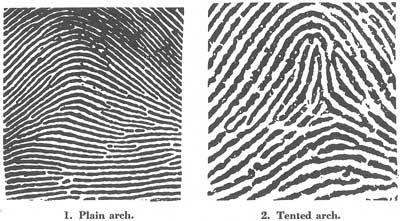 1. Plain arch.
2. Tented arch.